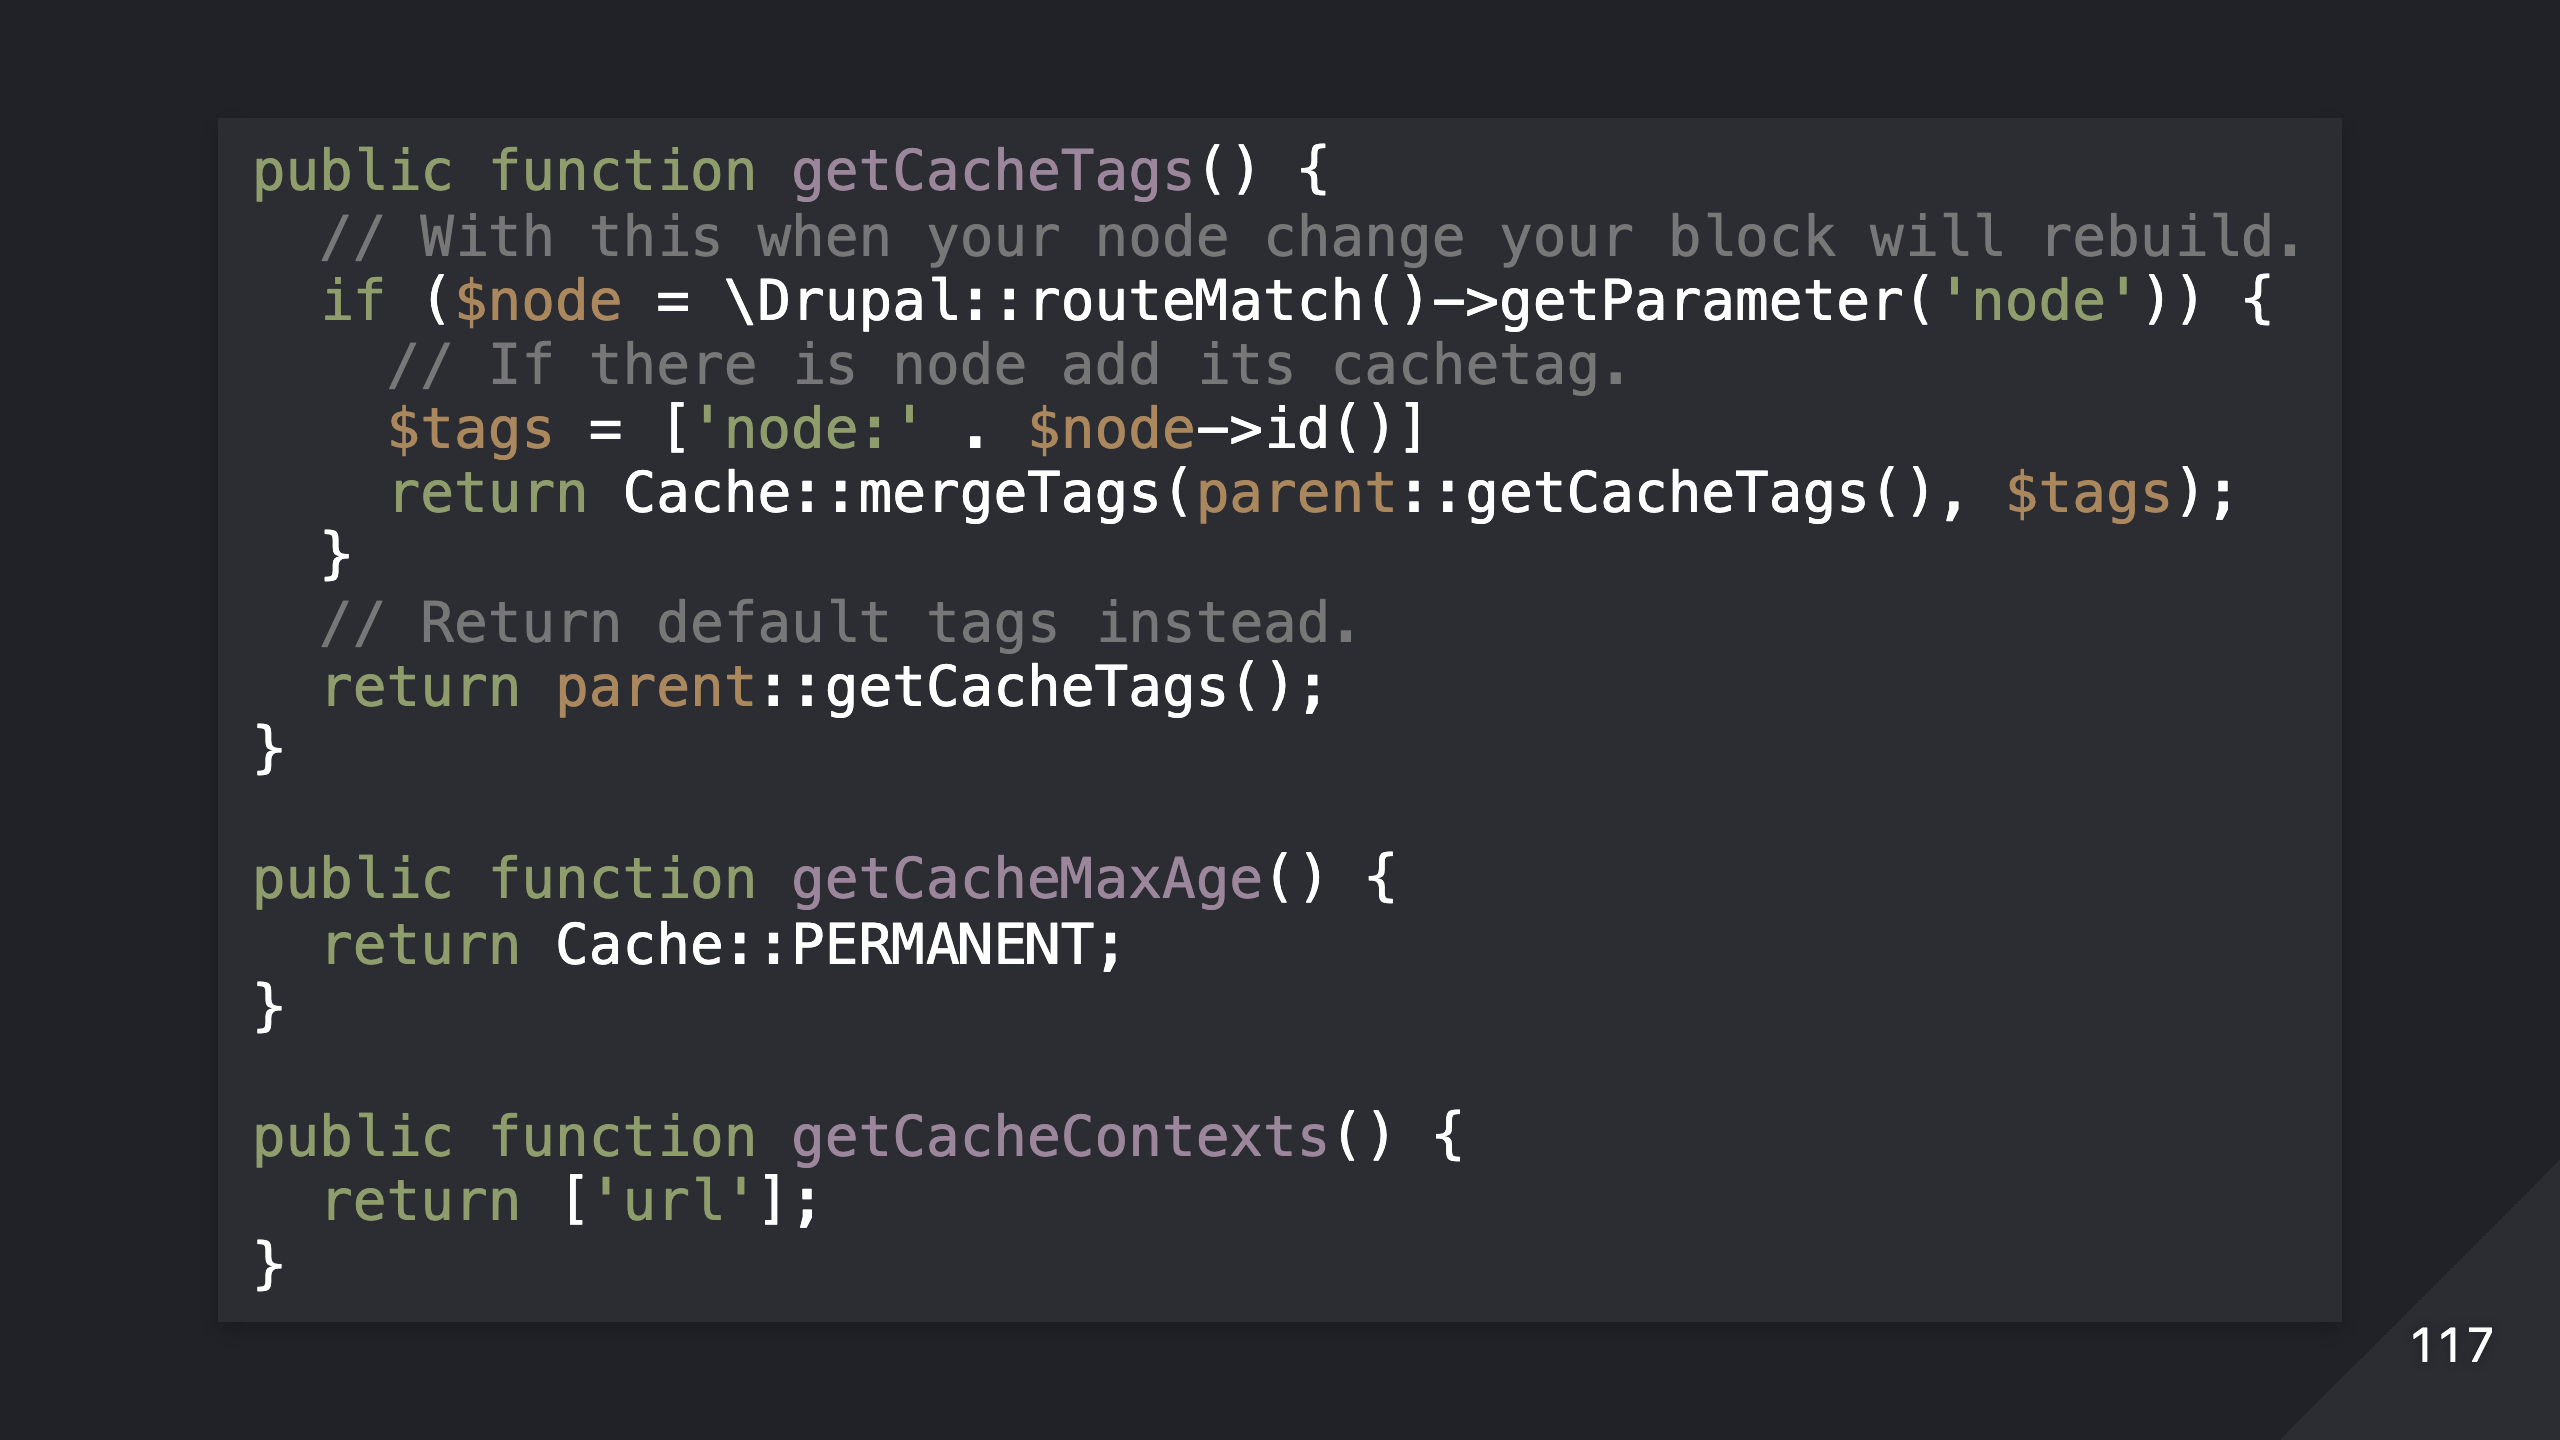 public function getCacheTags() {
  // With this when your node change your block will rebuild.
  if ($node = \Drupal::routeMatch()->getParameter('node')) {
    // If there is node add its cachetag.
    $tags = ['node:' . $node->id()]
    return Cache::mergeTags(parent::getCacheTags(), $tags);
  }
  // Return default tags instead.
  return parent::getCacheTags();
}
public function getCacheMaxAge() {
  return Cache::PERMANENT;
}
public function getCacheContexts() {
  return ['url'];
}
117